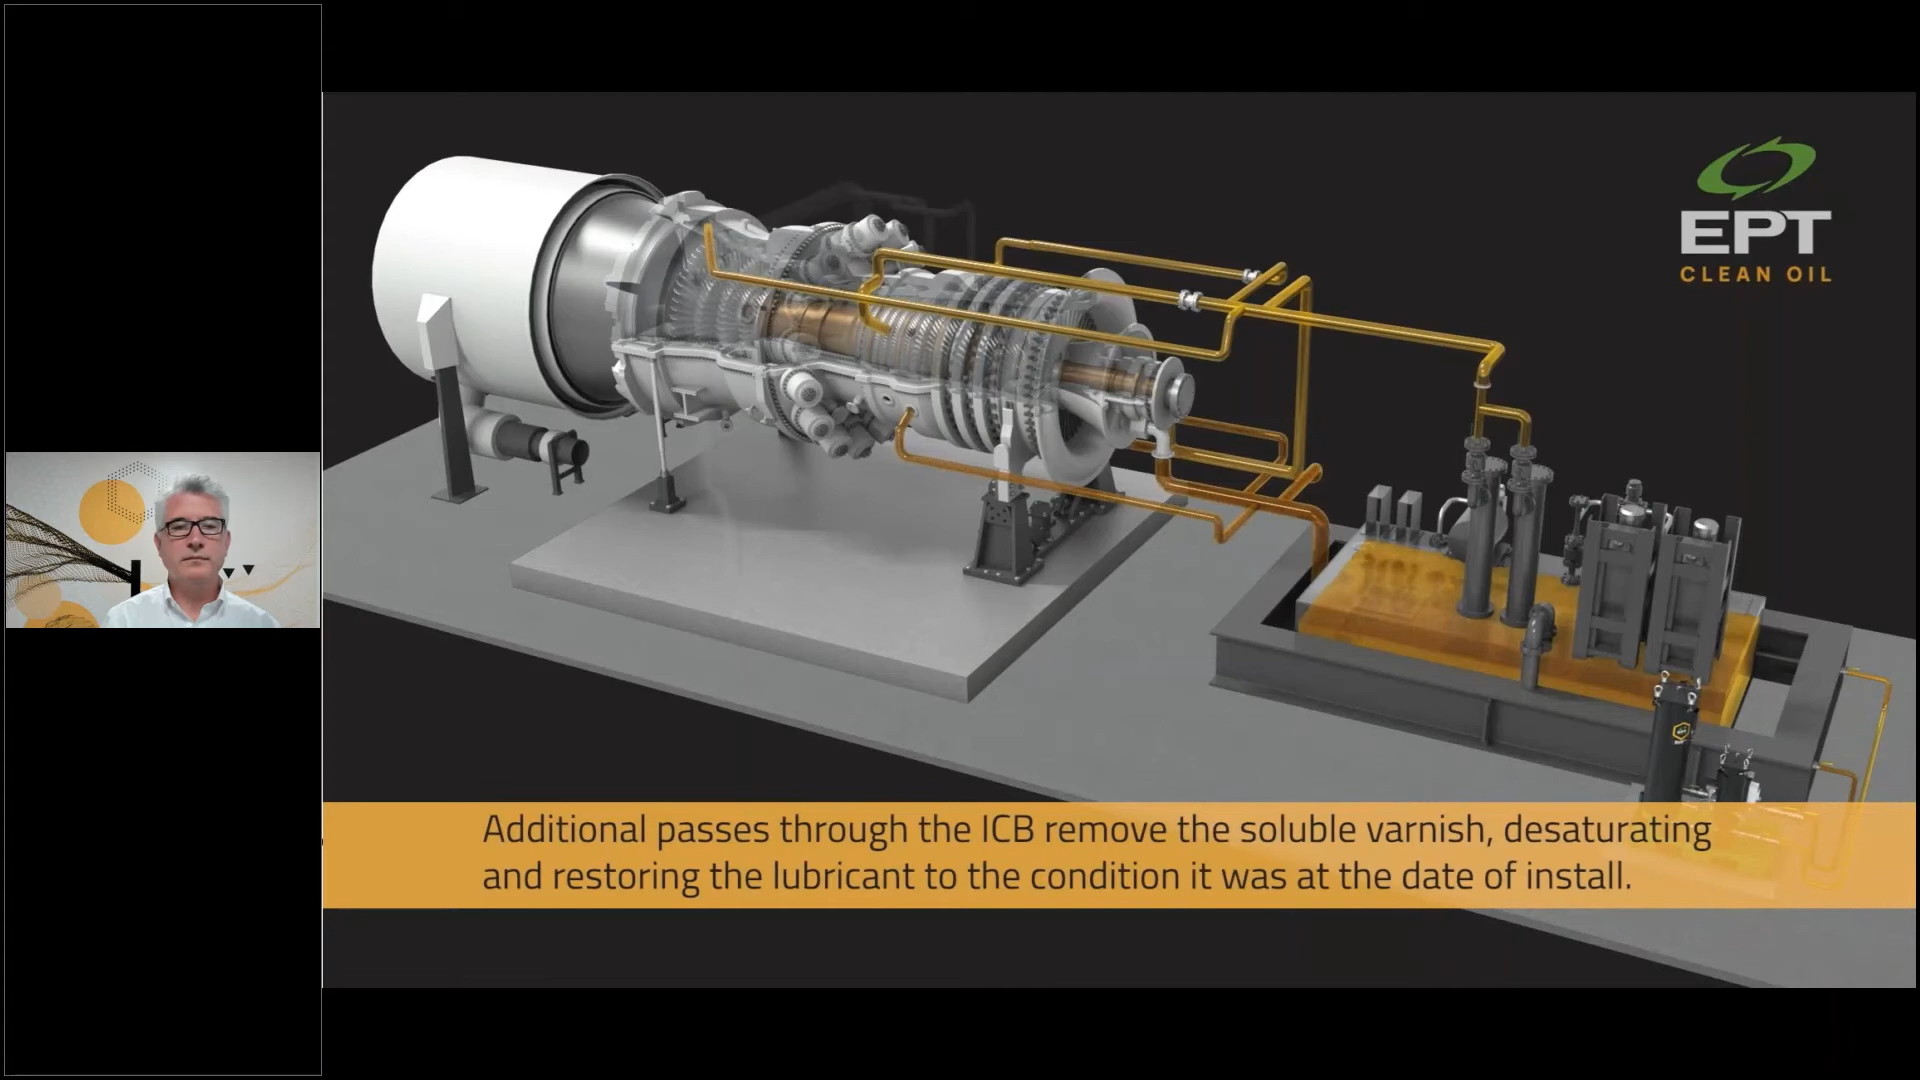 EPT
CLEAN OIL
Additional passes through the ICB remove the soluble varnish, desaturating
and restoring the lubricant to the condition it was at the date of install.